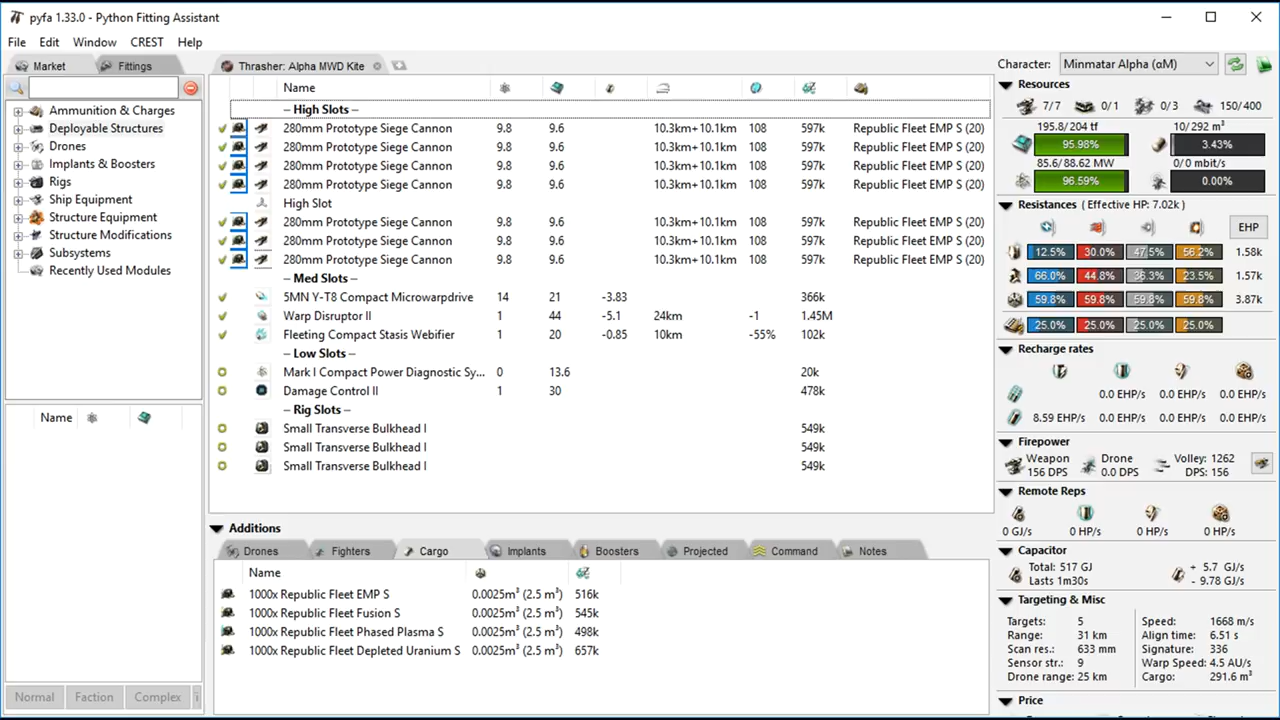 pyfa 1.33.0 - Python Fitting Assistant
File Edit Window CREST Help
Market Fittings
Ammunition & Charges
Deployable Structures
Drones
Implants & Boosters
Rigs
Ship Equipment
Structure Equipment
Structure Modifications
Subsystems
Recently Used Modules
Name
Normal Faction Complex
Thrasher: Alpha MWD Kite
Name
– High Slots –
280mm Prototype Siege Cannon 9.8 9.6 10.3km+10.1km 108 597k Republic Fleet EMP S (20)
280mm Prototype Siege Cannon 9.8 9.6 10.3km+10.1km 108 597k Republic Fleet EMP S (20)
280mm Prototype Siege Cannon 9.8 9.6 10.3km+10.1km 108 597k Republic Fleet EMP S (20)
280mm Prototype Siege Cannon 9.8 9.6 10.3km+10.1km 108 597k Republic Fleet EMP S (20)
High Slot
280mm Prototype Siege Cannon 9.8 9.6 10.3km+10.1km 108 597k Republic Fleet EMP S (20)
280mm Prototype Siege Cannon 9.8 9.6 10.3km+10.1km 108 597k Republic Fleet EMP S (20)
280mm Prototype Siege Cannon 9.8 9.6 10.3km+10.1km 108 597k Republic Fleet EMP S (20)
– Med Slots –
5MN Y-T8 Compact Microwarpdrive 14 21 -3.83 366k
Warp Disruptor II 1 44 -5.1 24km -1 1.45M
Fleeting Compact Stasis Webifier 1 20 -0.85 10km -55% 102k
– Low Slots –
Mark I Compact Power Diagnostic Sy... 0 13.6 20k
Damage Control II 1 30 478k
– Rig Slots –
Small Transverse Bulkhead I 549k
Small Transverse Bulkhead I 549k
Small Transverse Bulkhead I 549k
Additions
Drones Fighters Cargo Implants Boosters Projected Command Notes
Name
1000x Republic Fleet EMP S 0.0025m³ (2.5 m³) 516k
1000x Republic Fleet Fusion S 0.0025m³ (2.5 m³) 545k
1000x Republic Fleet Phased Plasma S 0.0025m³ (2.5 m³) 498k
1000x Republic Fleet Depleted Uranium S 0.0025m³ (2.5 m³) 657k
Character: Minmatar Alpha (αM)
Resources
7/7 0/1 0/3 150/400
195.8/204 tf 10/292 m³
95.98% 3.43%
85.6/88.62 MW 0/0 mbit/s
96.59% 0.00%
Resistances ( Effective HP: 7.02k )
EHP
12.5% 30.0% 47.5% 56.2% 1.58k
66.0% 44.8% 36.3% 23.5% 1.57k
59.8% 59.8% 59.8% 59.8% 3.87k
25.0% 25.0% 25.0% 25.0%
Recharge rates
0.0 EHP/s 0.0 EHP/s 0.0 EHP/s
8.59 EHP/s 0.0 EHP/s 0.0 EHP/s 0.0 EHP/s
Firepower
Weapon Drone Volley: 1262
156 DPS 0.0 DPS DPS: 156
Remote Reps
0 GJ/s 0 HP/s 0 HP/s 0 HP/s
Capacitor
Total: 517 GJ + 5.7 GJ/s
Lasts 1m30s - 9.78 GJ/s
Targeting & Misc
Targets: 5 Speed: 1668 m/s
Range: 31 km Align time: 6.51 s
Scan res.: 633 mm Signature: 336
Sensor str.: 9 Warp Speed: 4.5 AU/s
Drone range: 25 km Cargo: 291.6 m³
Price